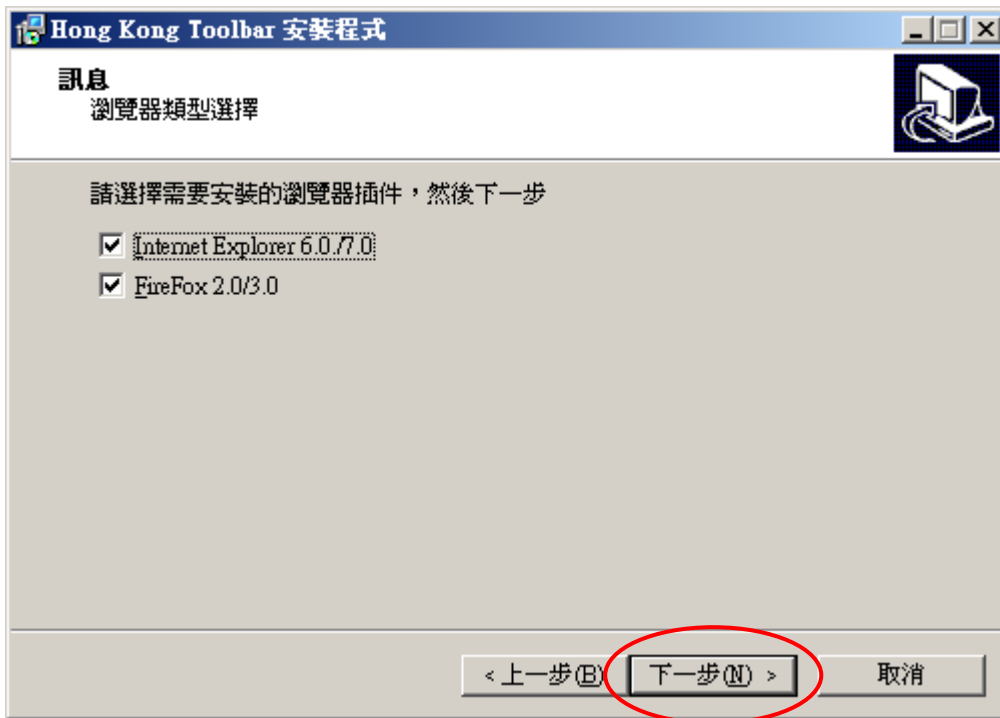 Hong Kong Toolbar 安裝程式
訊息
瀏覽器類型選擇
請選擇需要安裝的瀏覽器插件，然後下一步
Internet Explorer 6.0./7.0
FireFox 2.0/3.0
< 上一步(B)
下一步(N) >
取消